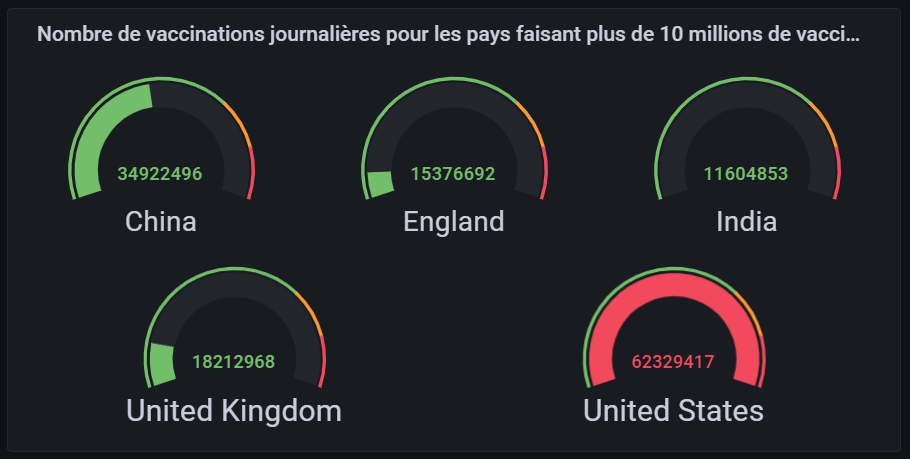 Nombre de vaccinations journalières pour les pays faisant plus de 10 millions de vacci...
34922496
China
15376692
England
11604853
India
18212968
United Kingdom
62329417
United States